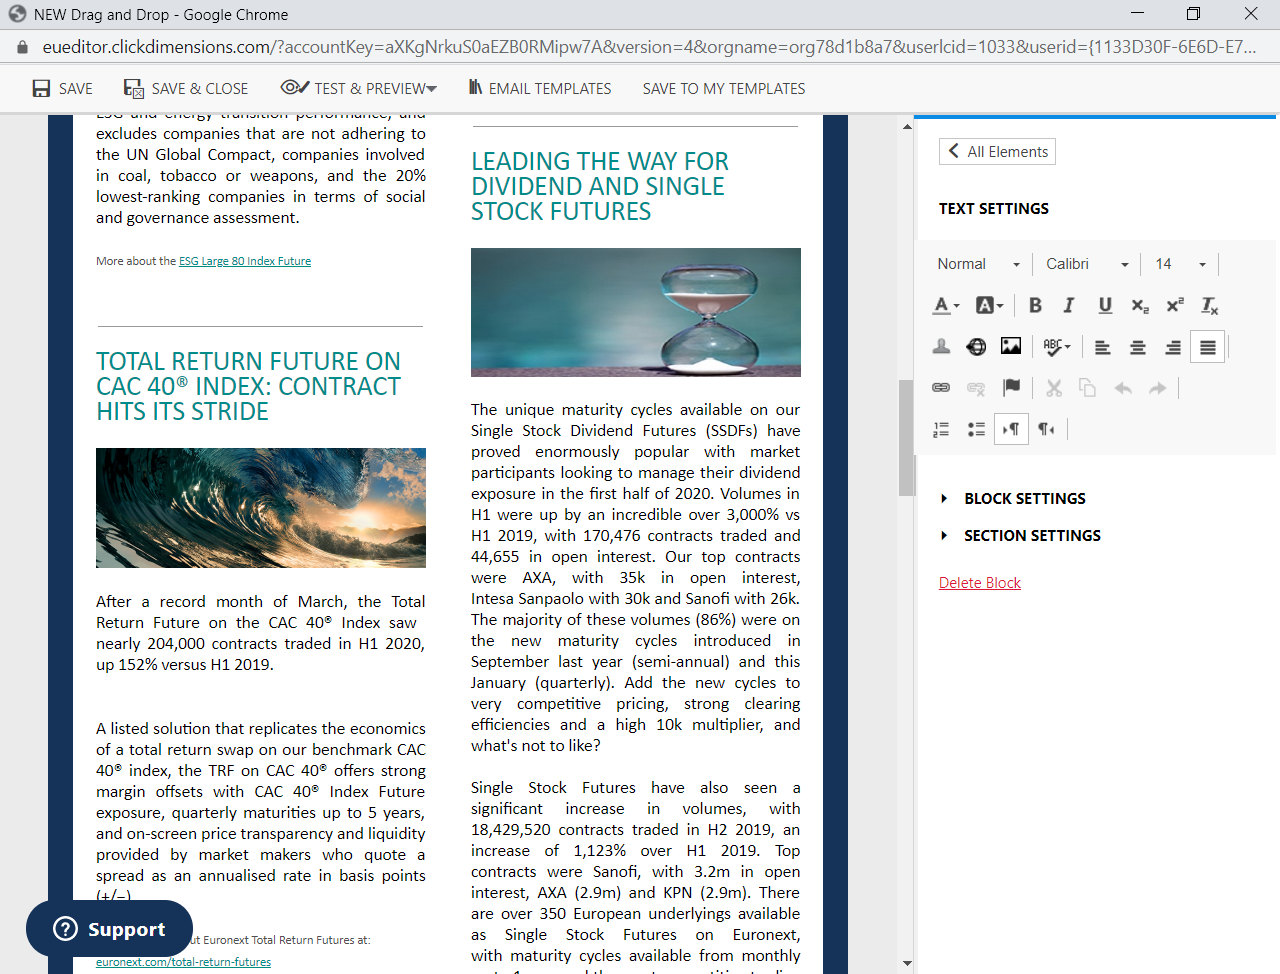 NEW Drag and Drop - Google Chrome
eueditor.clickdimensions.com/?accountKey=aXKgNrkuS0aEZB0RMipw7A&version=4&orgname=org78d1b8a7&userlcid=1033&userid={1133D30F-6E6D-E7...
SAVE SAVE & CLOSE TEST & PREVIEW EMAIL TEMPLATES SAVE TO MY TEMPLATES
ESG and energy transition performance, and
excludes companies that are not adhering to
the UN Global Compact, companies involved
in coal, tobacco or weapons, and the 20%
lowest-ranking companies in terms of social
and governance assessment.
More about the ESG Large 80 Index Future
TOTAL RETURN FUTURE ON
CAC 40® INDEX: CONTRACT
HITS ITS STRIDE
After a record month of March, the Total
Return Future on the CAC 40® Index saw
nearly 204,000 contracts traded in H1 2020,
up 152% versus H1 2019.
A listed solution that replicates the economics
of a total return swap on our benchmark CAC
40® index, the TRF on CAC 40® offers strong
margin offsets with CAC 40® Index Future
exposure, quarterly maturities up to 5 years,
and on-screen price transparency and liquidity
provided by market makers who quote a
spread as an annualised rate in basis points
(+/–).
ut Euronext Total Return Futures at:
euronext.com/total-return-futures
Support
LEADING THE WAY FOR
DIVIDEND AND SINGLE
STOCK FUTURES
The unique maturity cycles available on our
Single Stock Dividend Futures (SSDFs) have
proved enormously popular with market
participants looking to manage their dividend
exposure in the first half of 2020. Volumes in
H1 were up by an incredible over 3,000% vs
H1 2019, with 170,476 contracts traded and
44,655 in open interest. Our top contracts
were AXA, with 35k in open interest,
Intesa Sanpaolo with 30k and Sanofi with 26k.
The majority of these volumes (86%) were on
the new maturity cycles introduced in
September last year (semi-annual) and this
January (quarterly). Add the new cycles to
very competitive pricing, strong clearing
efficiencies and a high 10k multiplier, and
what's not to like?
Single Stock Futures have also seen a
significant increase in volumes, with
18,429,520 contracts traded in H2 2019, an
increase of 1,123% over H1 2019. Top
contracts were Sanofi, with 3.2m in open
interest, AXA (2.9m) and KPN (2.9m). There
are over 350 European underlyings available
as Single Stock Futures on Euronext,
with maturity cycles available from monthly
All Elements
TEXT SETTINGS
Normal Calibri 14
A A B I U x₂ x² Tx
ABC
BLOCK SETTINGS
SECTION SETTINGS
Delete Block